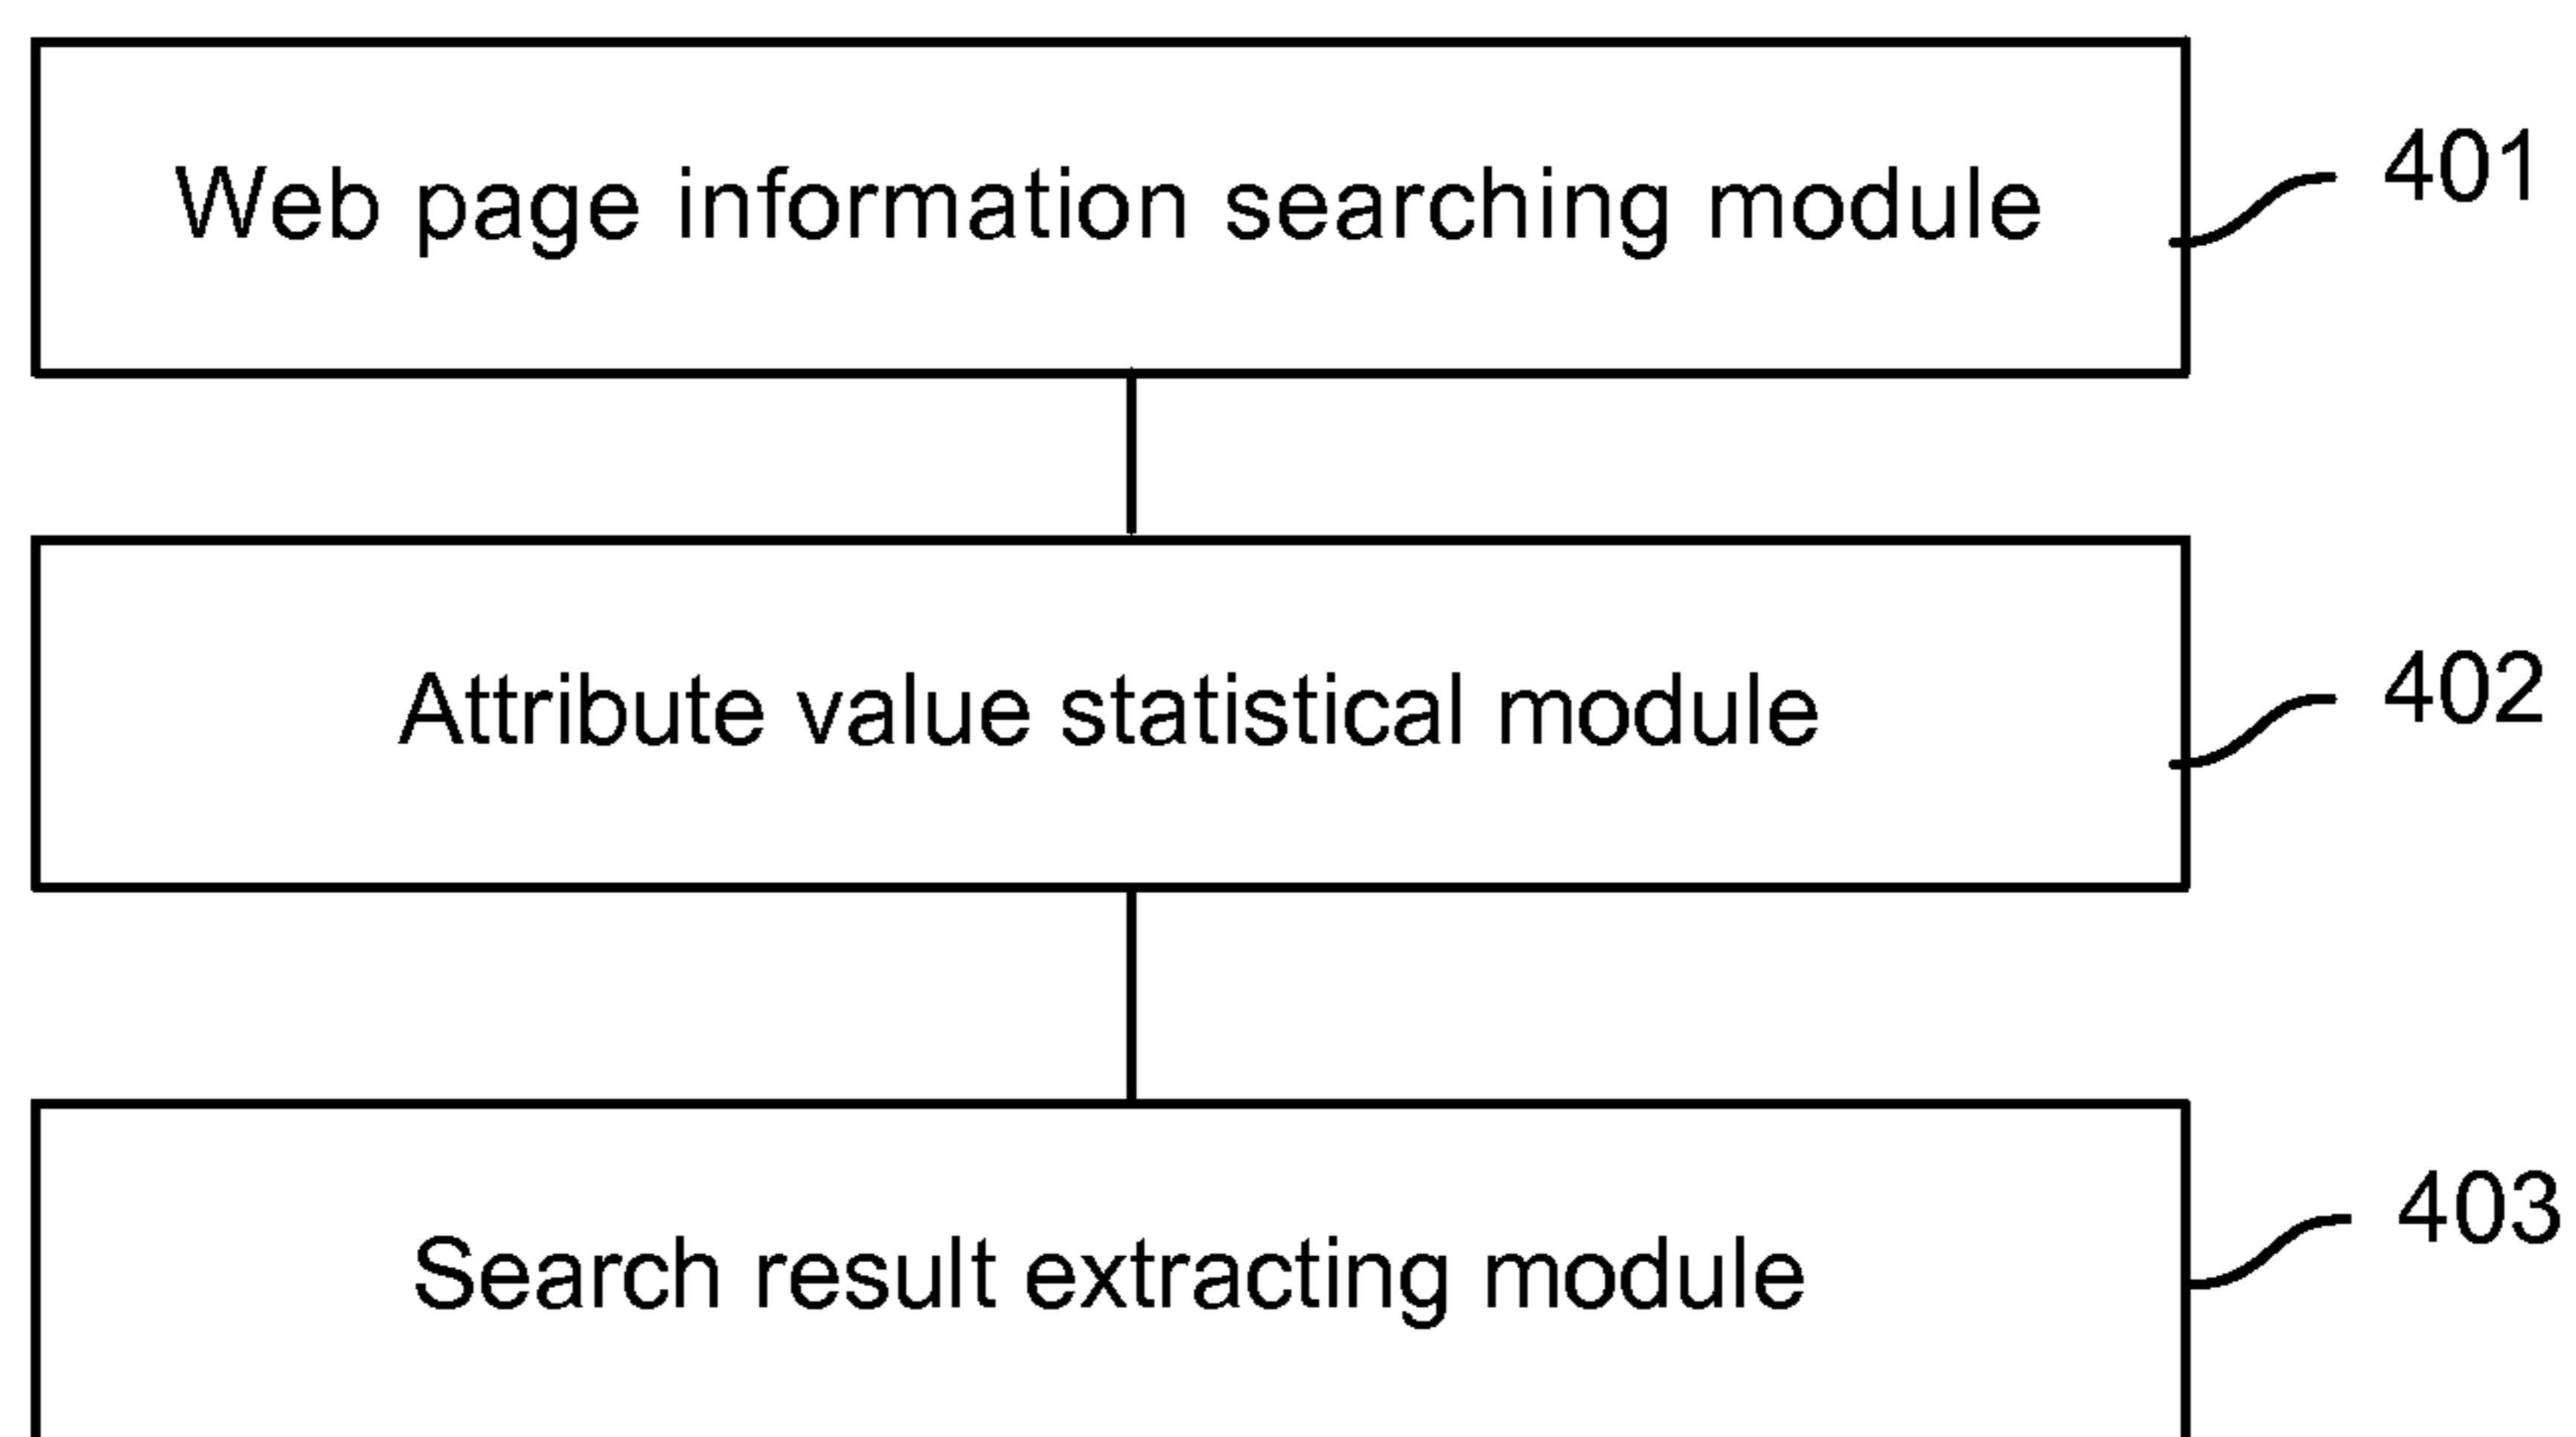 Web page information searching module 401
Attribute value statistical module 402
Search result extracting module 403